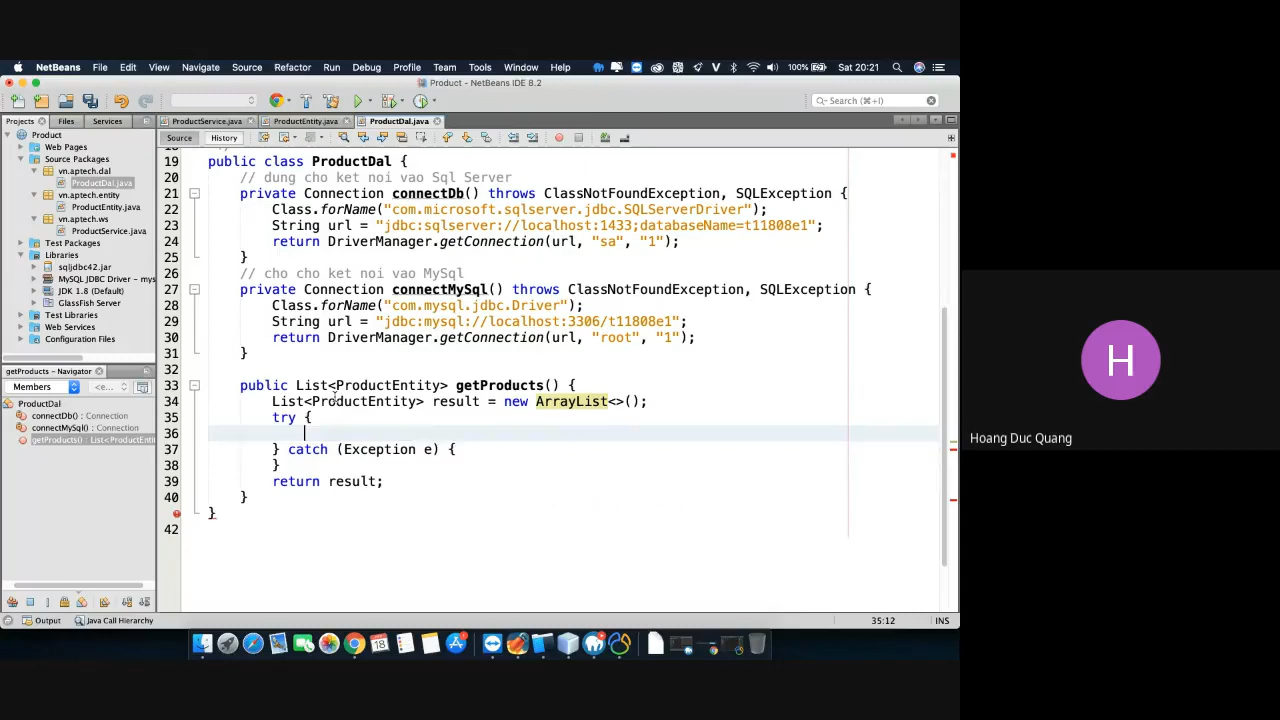 NetBeans File Edit View Navigate Source Refactor Run Debug Profile Team Tools Window Help 100% Sat 20:21
Product - NetBeans IDE 8.2
Search (⌘+I)
Projects Files Services
ProductService.java ProductEntity.java ProductDal.java
Source History
Product
Web Pages
Source Packages
vn.aptech.dal
ProductDal.java
vn.aptech.entity
ProductEntity.java
vn.aptech.ws
ProductService.java
Test Packages
Libraries
sqljdbc42.jar
MySQL JDBC Driver - mys
JDK 1.8 (Default)
GlassFish Server
Test Libraries
Web Services
Configuration Files
getProducts - Navigator
Members <e...
ProductDal
connectDb() : Connection
connectMySql() : Connection
getProducts() : List<ProductEnti
19 public class ProductDal {
20 // dung cho ket noi vao Sql Server
21 private Connection connectDb() throws ClassNotFoundException, SQLException {
22 Class.forName("com.microsoft.sqlserver.jdbc.SQLServerDriver");
23 String url = "jdbc:sqlserver://localhost:1433;databaseName=t11808e1";
24 return DriverManager.getConnection(url, "sa", "1");
25 }
26 // cho cho ket noi vao MySql
27 private Connection connectMySql() throws ClassNotFoundException, SQLException {
28 Class.forName("com.mysql.jdbc.Driver");
29 String url = "jdbc:mysql://localhost:3306/t11808e1";
30 return DriverManager.getConnection(url, "root", "1");
31 }
32
33 public List<ProductEntity> getProducts() {
34 List<ProductEntity> result = new ArrayList<>();
35 try {
36
37 } catch (Exception e) {
38 }
39 return result;
40 }
}
42
Output Java Call Hierarchy
35:12 INS
H
Hoang Duc Quang